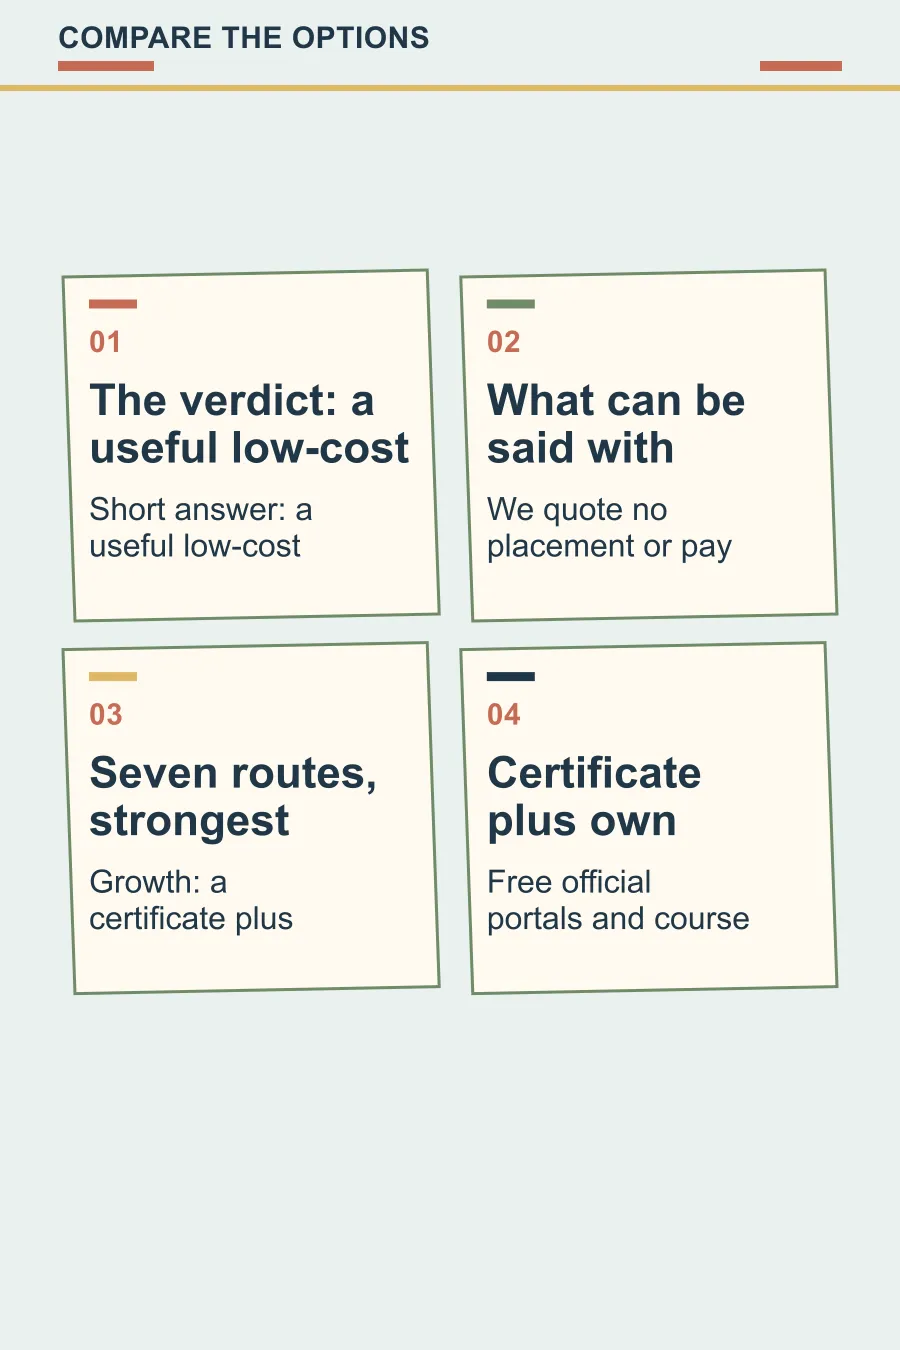 COMPARE THE OPTIONS
01
The verdict: a
useful low-cost
Short answer: a
useful low-cost
02
What can be
said with
We quote no
placement or pay
03
Seven routes,
strongest
Growth: a
certificate plus
04
Certificate
plus own
Free official
portals and course